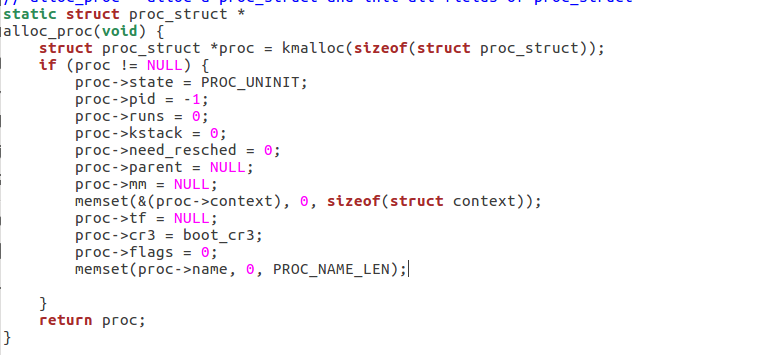 // alloc_proc - alloc a proc_struct and init all fields of proc_struct
static struct proc_struct *
alloc_proc(void) {
    struct proc_struct *proc = kmalloc(sizeof(struct proc_struct));
    if (proc != NULL) {
        proc->state = PROC_UNINIT;
        proc->pid = -1;
        proc->runs = 0;
        proc->kstack = 0;
        proc->need_resched = 0;
        proc->parent = NULL;
        proc->mm = NULL;
        memset(&(proc->context), 0, sizeof(struct context));
        proc->tf = NULL;
        proc->cr3 = boot_cr3;
        proc->flags = 0;
        memset(proc->name, 0, PROC_NAME_LEN);
    }
    return proc;
}